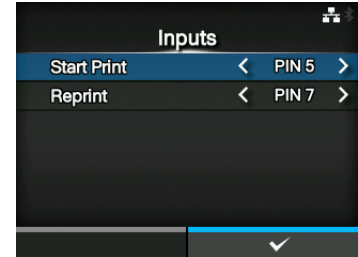 Inputs
Start Print < PIN 5 >
Reprint < PIN 7 >